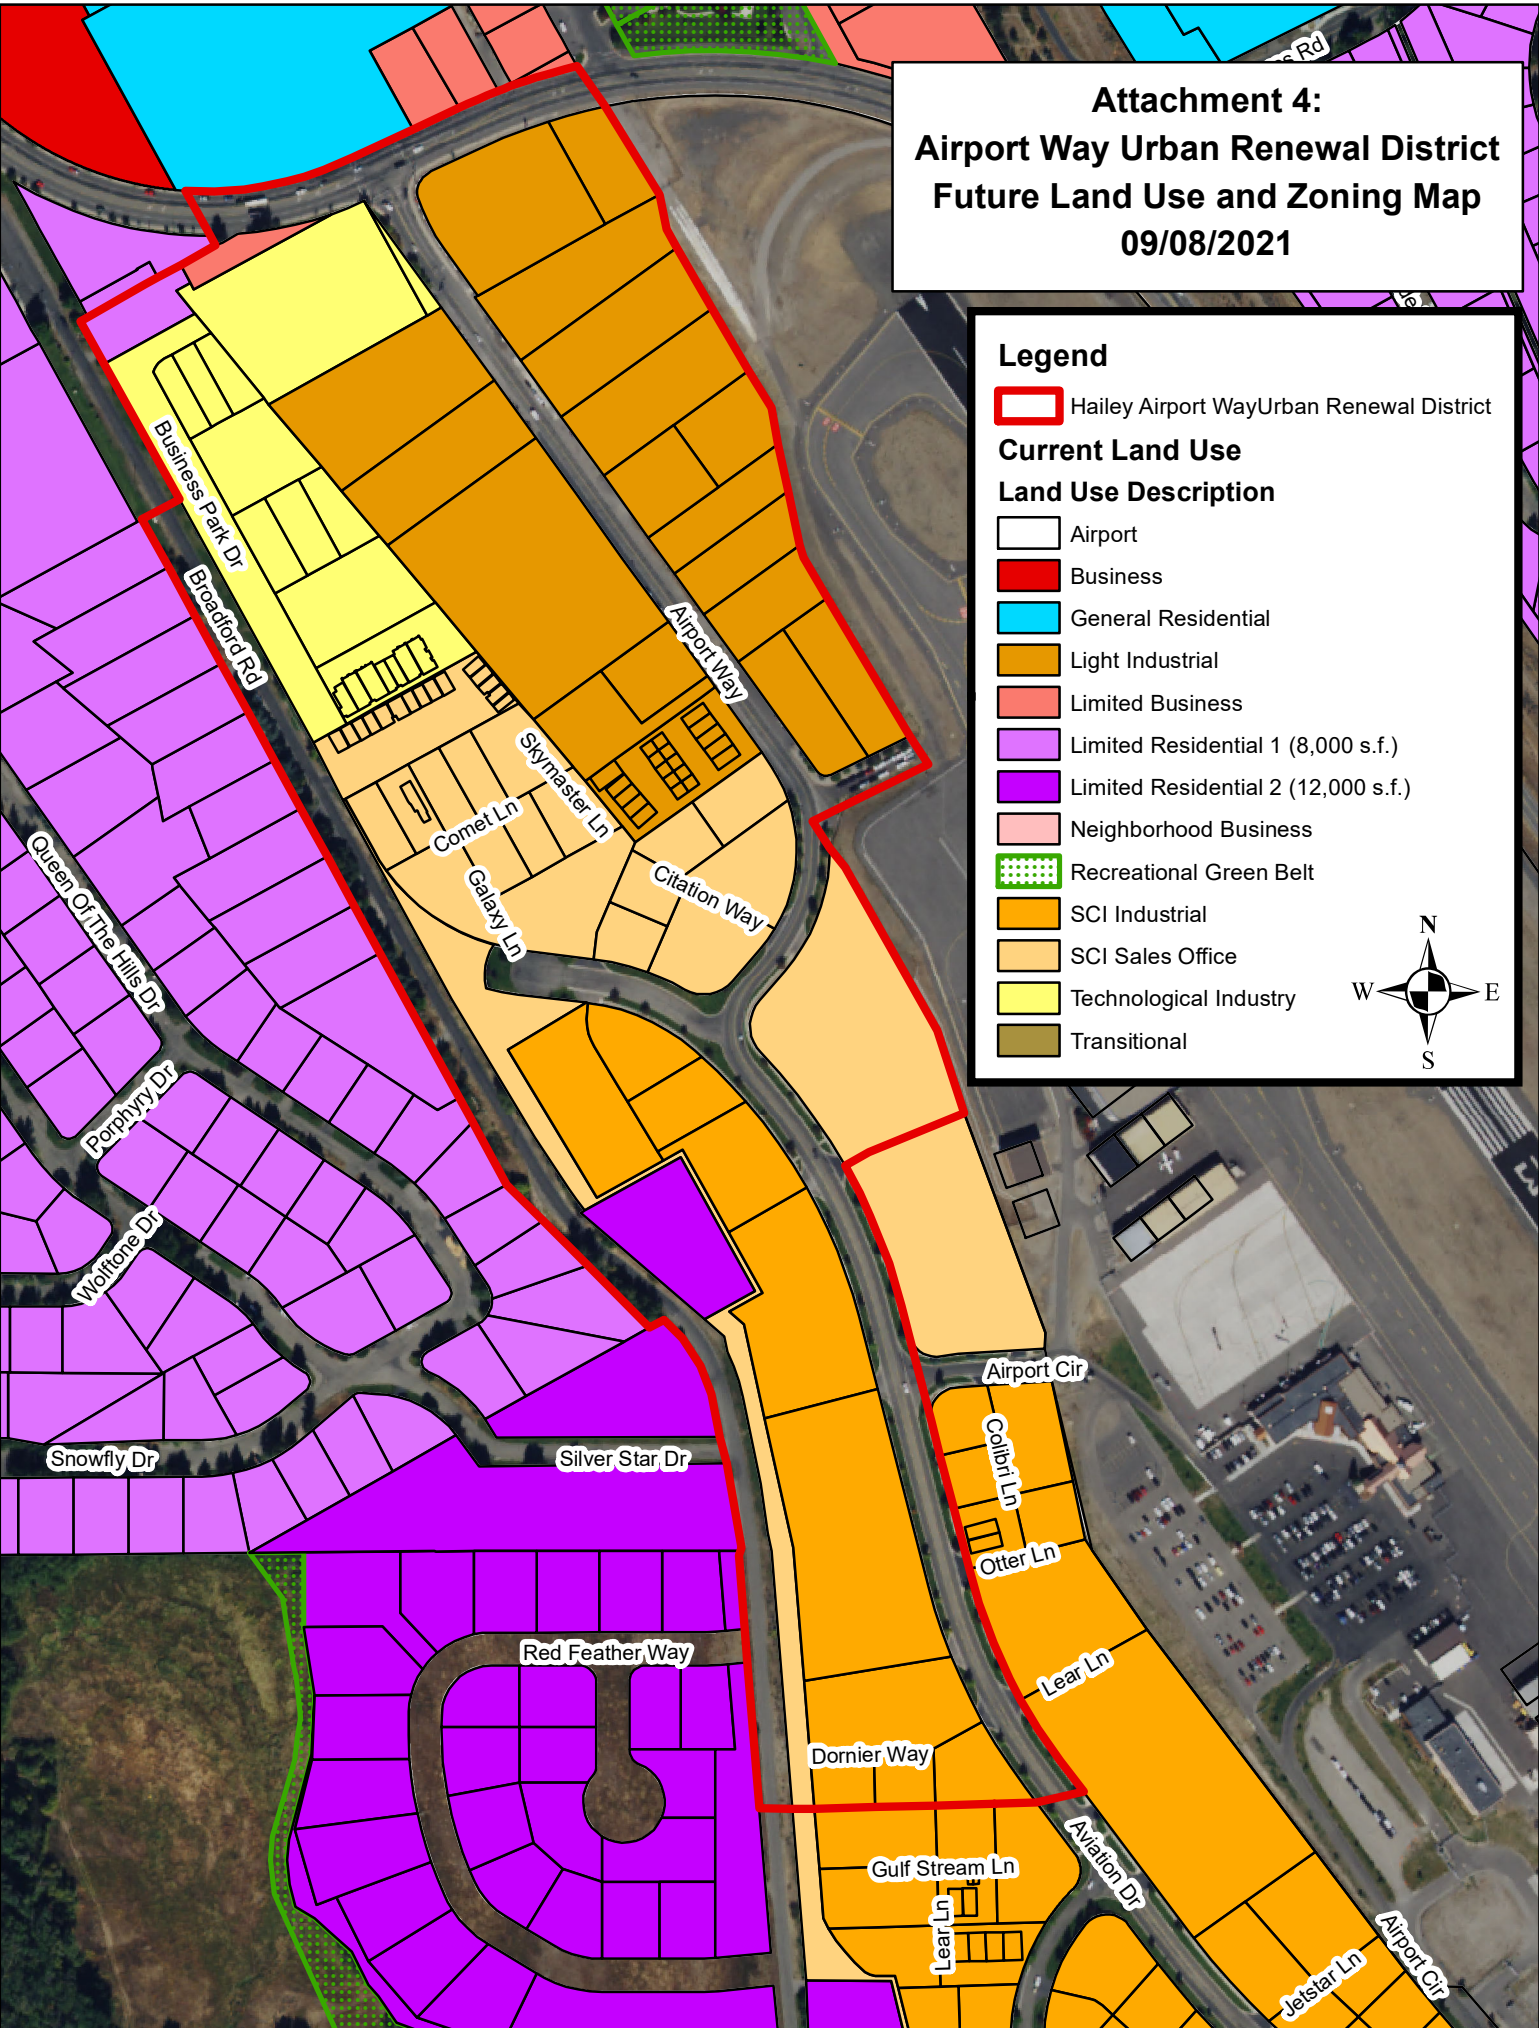 s Rd
Attachment 4:
Airport Way Urban Renewal District
Future Land Use and Zoning Map
09/08/2021
Legend
Hailey Airport WayUrban Renewal District
Current Land Use
Land Use Description
Airport
Business
General Residential
Light Industrial
Limited Business
Limited Residential 1 (8,000 s.f.)
Limited Residential 2 (12,000 s.f.)
Neighborhood Business
Recreational Green Belt
SCI Industrial
SCI Sales Office
Technological Industry
Transitional
N
W
E
S
Business Park Dr
Broadford Rd
Airport Way
Skymaster Ln
Comet Ln
Galaxy Ln
Citation Way
Queen Of The Hills Dr
Porphyry Dr
Wolftone Dr
Snowfly Dr
Silver Star Dr
Airport Cir
Colibri Ln
Otter Ln
Red Feather Way
Lear Ln
Dornier Way
Gulf Stream Ln
Aviation Dr
Lear Ln
Airport Cir
Jetstar Ln